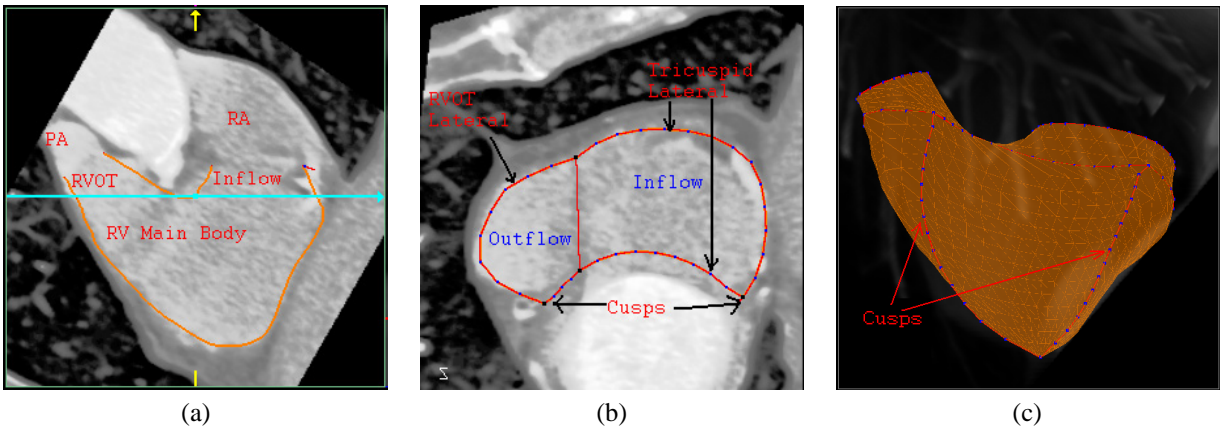 RA
PA
RVOT
Inflow
RV Main Body
(a)
Tricuspid
Lateral
RVOT
Lateral
Inflow
Outflow
Cusps
(b)
Cusps
(c)